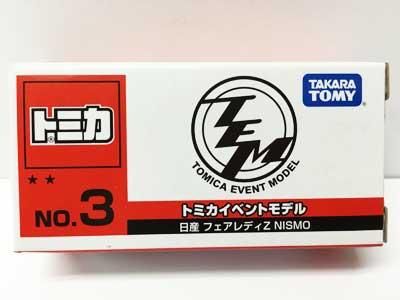 トミカ
®
★★
NO.3
TEM
TOMICA EVENT MODEL
TAKARA
TOMY
トミカイベントモデル
日産 フェアレディZ NISMO